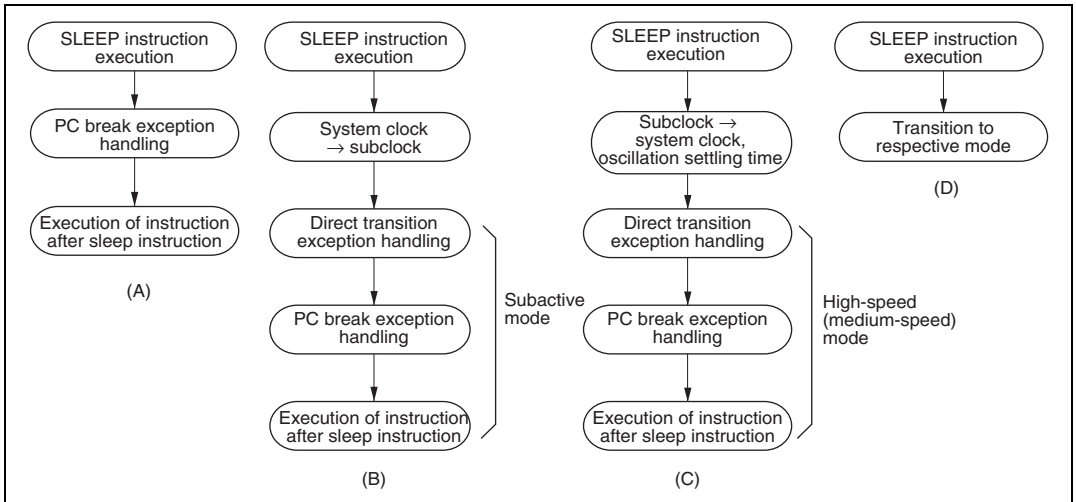 SLEEP instruction
execution
PC break exception
handling
Execution of instruction
after sleep instruction
(A)
SLEEP instruction
execution
System clock
→ subclock
Direct transition
exception handling
PC break exception
handling
Execution of instruction
after sleep instruction
Subactive
mode
(B)
SLEEP instruction
execution
Subclock →
system clock,
oscillation settling time
Direct transition
exception handling
PC break exception
handling
Execution of instruction
after sleep instruction
High-speed
(medium-speed)
mode
(C)
SLEEP instruction
execution
Transition to
respective mode
(D)